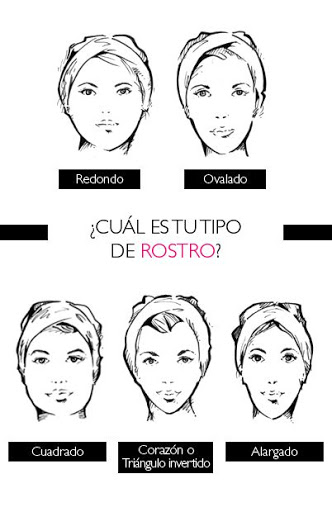 Redondo
Ovalado
¿CUÁL ES TU TIPO
DE ROSTRO?
Cuadrado
Corazón o
Triángulo invertido
Alargado